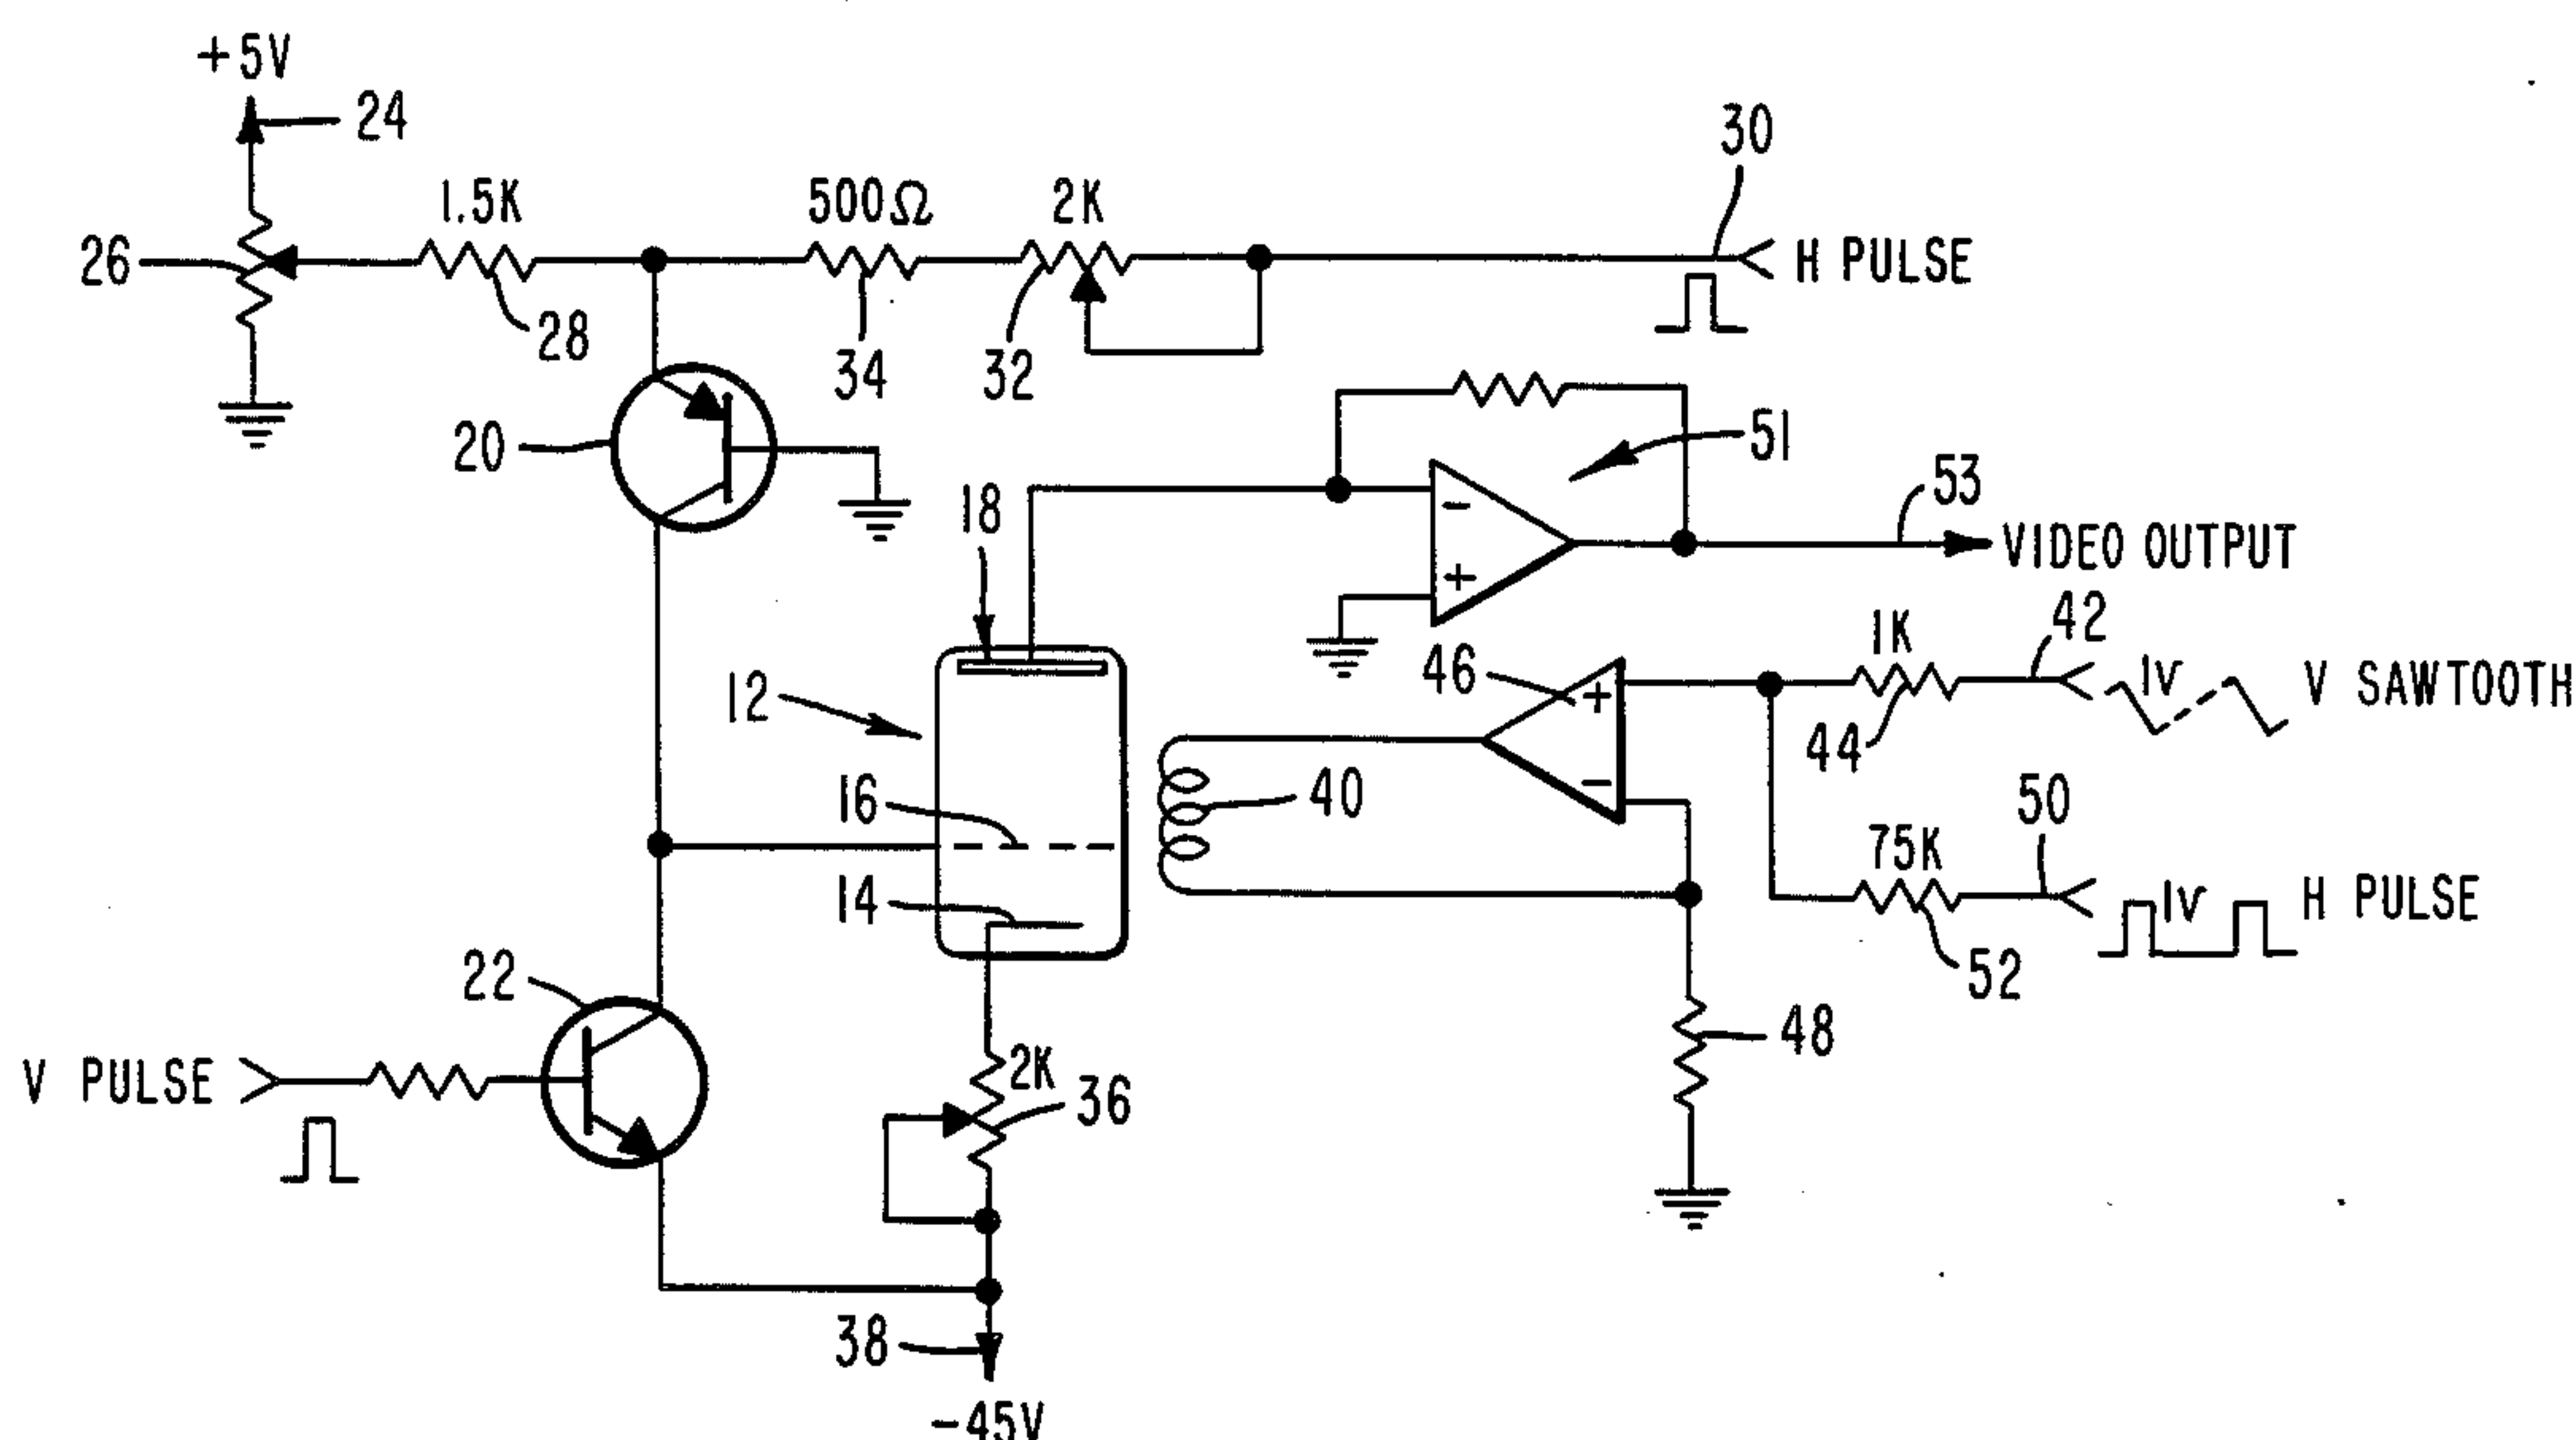 +5V
24
30
1.5K
500Ω
2K
26
H PULSE
28
34
32
20
51
18
53
-
+
VIDEO OUTPUT
1K
42
46
12
+
1V
V SAWTOOTH
44
16
40
-
50
75K
14
1V
H PULSE
22
52
2K
48
V PULSE
36
38
-45V